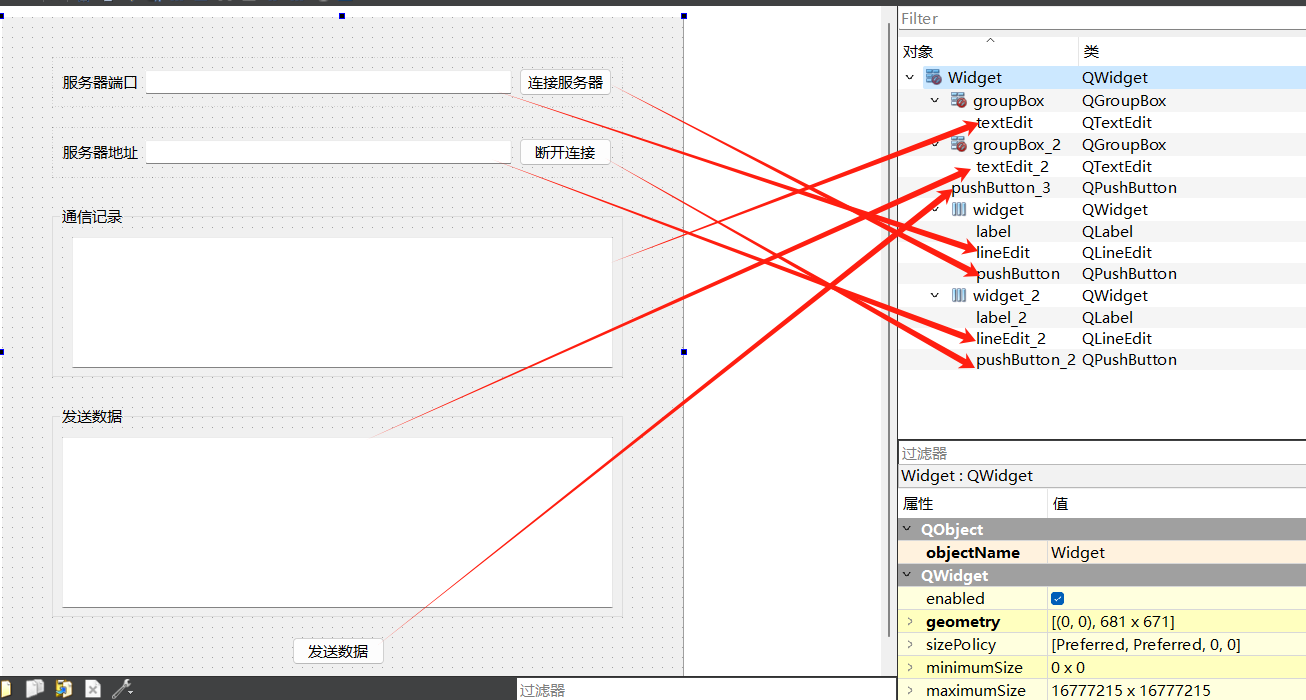 服务器端口
连接服务器
服务器地址
断开连接
通信记录
发送数据
发送数据
过滤器
Filter
对象 类
Widget QWidget
groupBox QGroupBox
textEdit QTextEdit
groupBox_2 QGroupBox
textEdit_2 QTextEdit
pushButton_3 QPushButton
widget QWidget
label QLabel
lineEdit QLineEdit
pushButton QPushButton
widget_2 QWidget
label_2 QLabel
lineEdit_2 QLineEdit
pushButton_2 QPushButton
过滤器
Widget : QWidget
属性 值
QObject
objectName Widget
QWidget
enabled
geometry [(0, 0), 681 x 671]
sizePolicy [Preferred, Preferred, 0, 0]
minimumSize 0 x 0
maximumSize 16777215 x 16777215